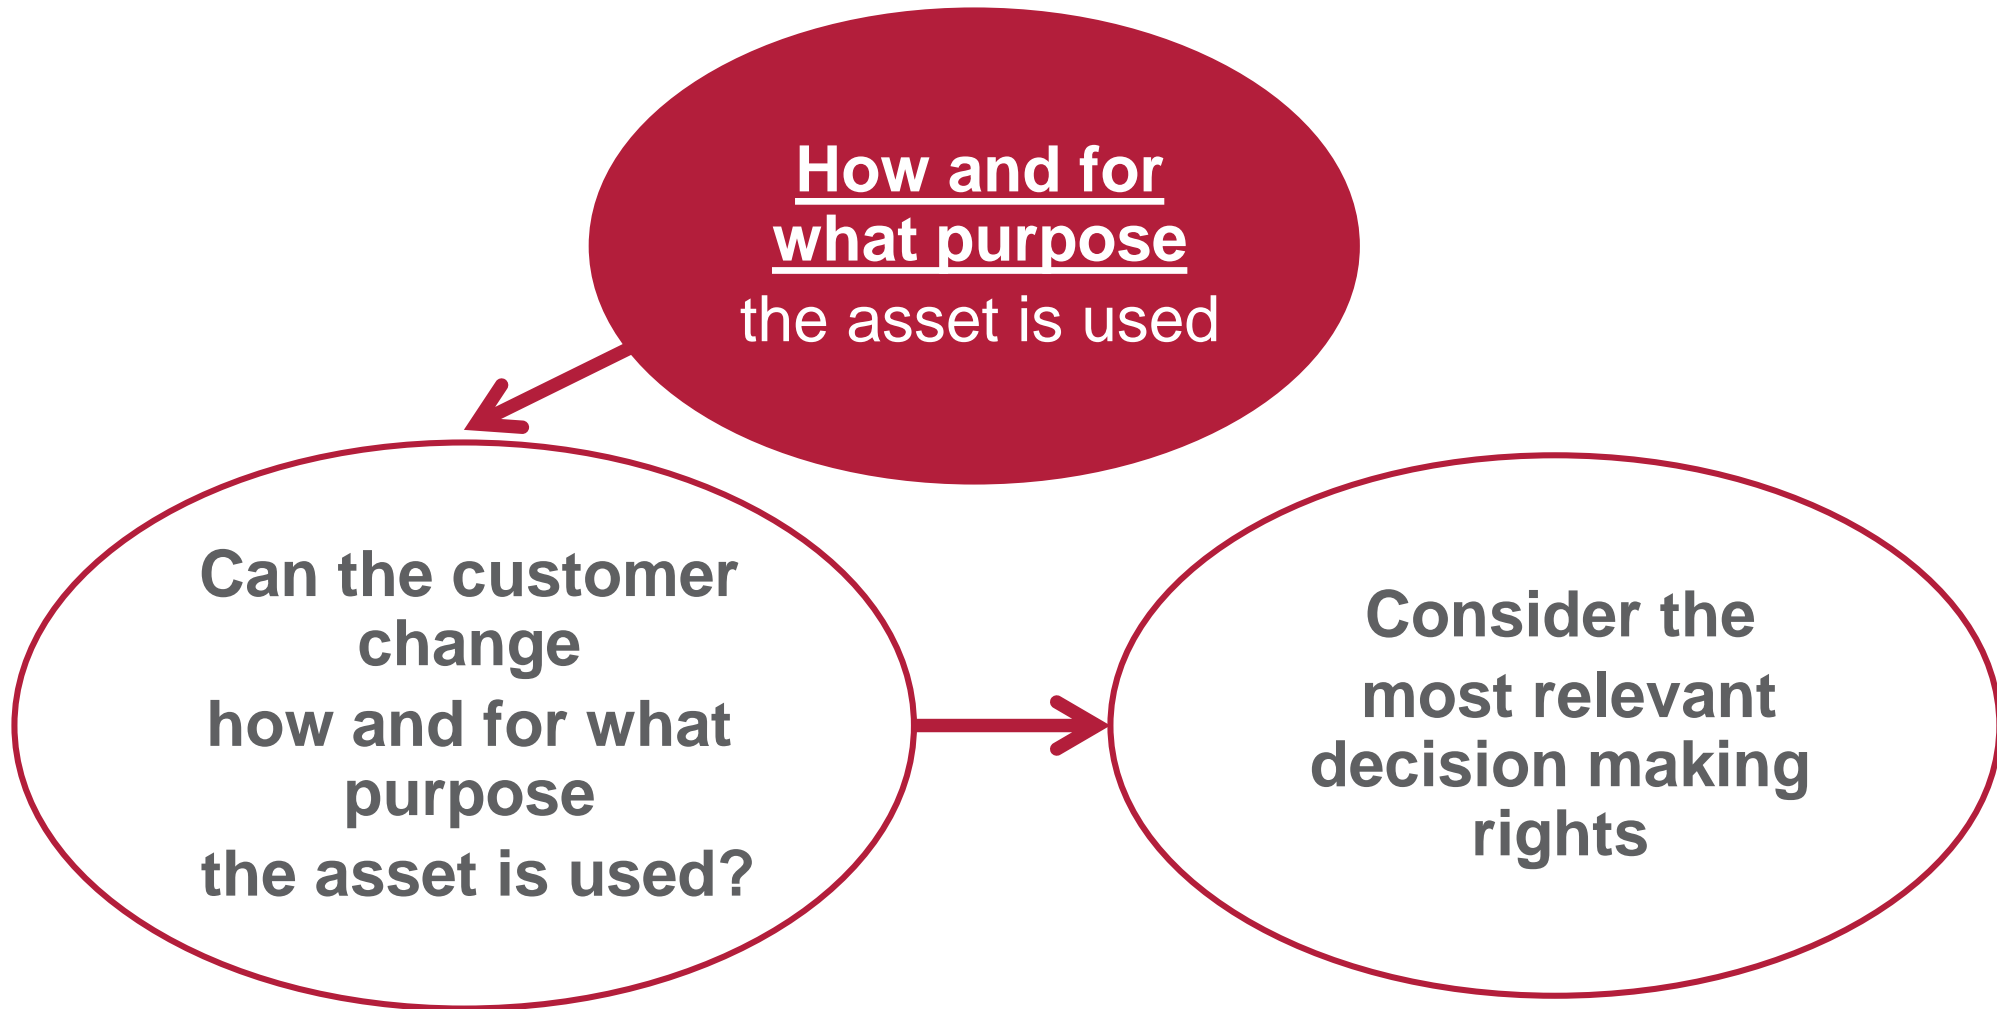 How and for
what purpose
the asset is used
Can the customer
change
how and for what
purpose
the asset is used?
Consider the
most relevant
decision making
rights